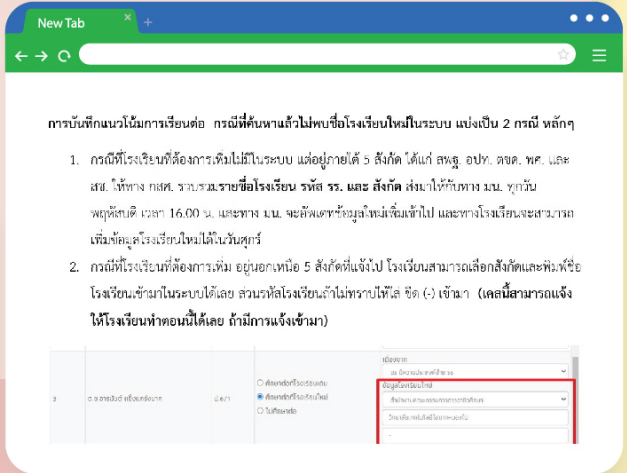 New Tab
การบันทึกแนวโน้มการเรียนต่อ กรณีที่ค้นหาแล้วไม่พบชื่อโรงเรียนใหม่ในระบบ แบ่งเป็น 2 กรณี หลักๆ
1. กรณีที่โรงเรียนที่ต้องการเพิ่มไม่มีในระบบ แต่อยู่ภายใต้ 5 สังกัด ได้แก่ สพฐ. อปท. ตชด. พศ. และ
สช. ให้ทาง กสศ. รวบรวมรายชื่อโรงเรียน รหัส รร. และ สังกัด ส่งมาให้กับทาง มน. ทุกวัน
พฤหัสบดี เวลา 16.00 น. และทาง มน. จะอัพเดทข้อมูลใหม่เพิ่มเข้าไป และทางโรงเรียนจะสามารถ
เพิ่มข้อมูลโรงเรียนใหม่ได้ในวันศุกร์
2. กรณีที่โรงเรียนที่ต้องการเพิ่ม อยู่นอกเหนือ 5 สังกัดที่แจ้งไป โรงเรียนสามารถเลือกสังกัดและพิมพ์ชื่อ
โรงเรียนเข้ามาในระบบได้เลย ส่วนรหัสโรงเรียนถ้าไม่ทราบให้ใส่ ขีด (-) เข้ามา (เคสนี้สามารถแจ้ง
ให้โรงเรียนทำตอนนี้ได้เลย ถ้ามีการแจ้งเข้ามา)
เนื่องจาก
ศึกษาต่อที่โรงเรียนเดิม
ข้อมูลโรงเรียนใหม่
3 ป.6/1 ศึกษาต่อที่โรงเรียนใหม่
ไม่ศึกษาต่อ
-